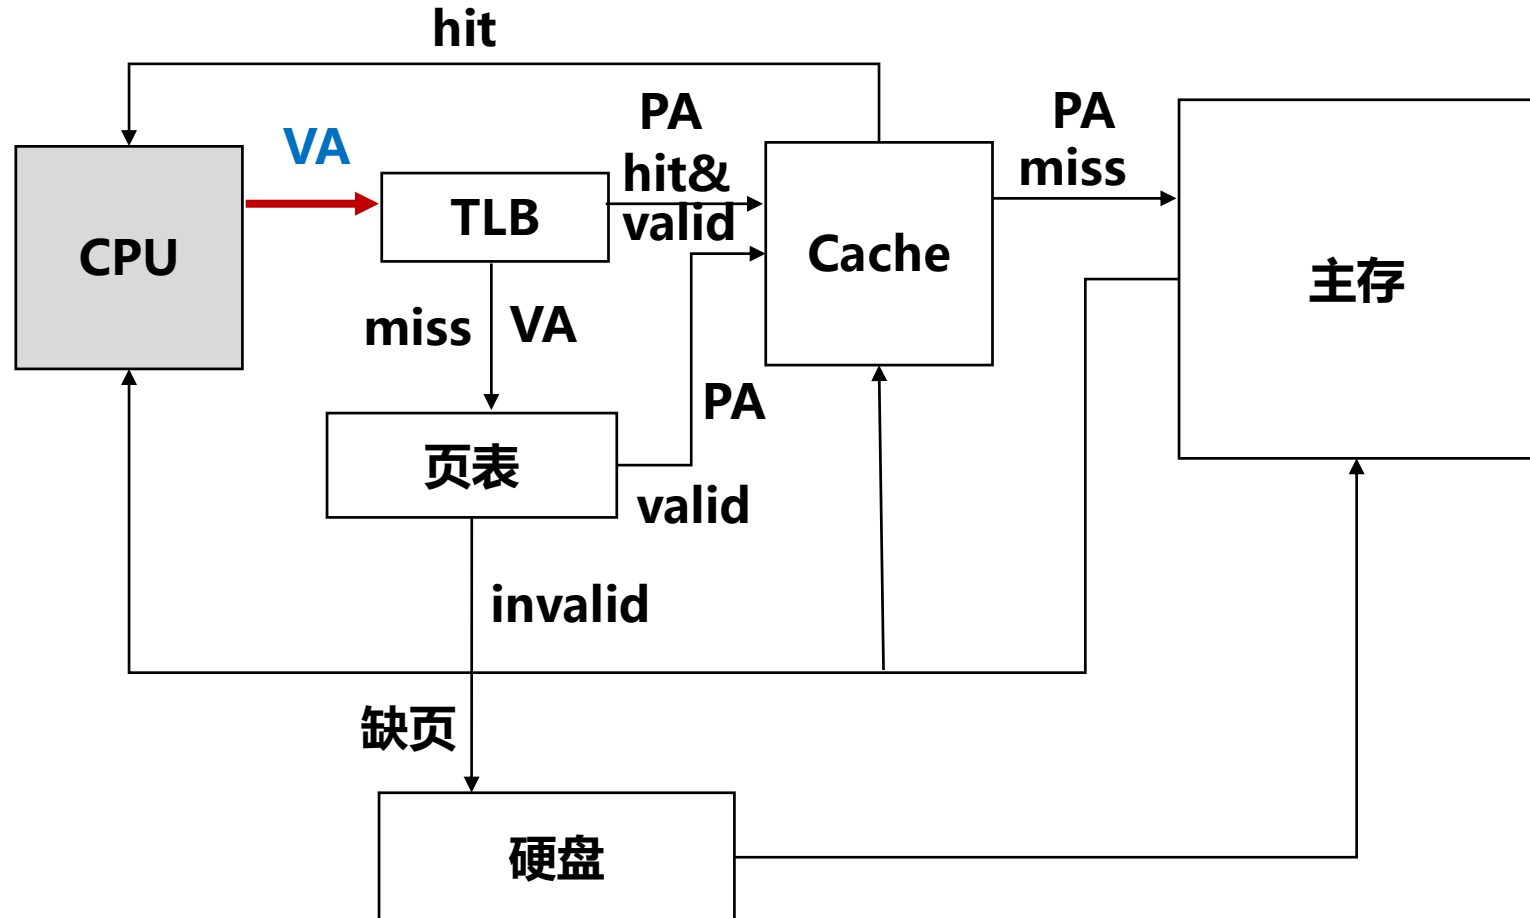 hit
VA
PA
hit&
valid
PA
miss
CPU
TLB
Cache
主存
miss
VA
PA
页表
valid
invalid
缺页
硬盘